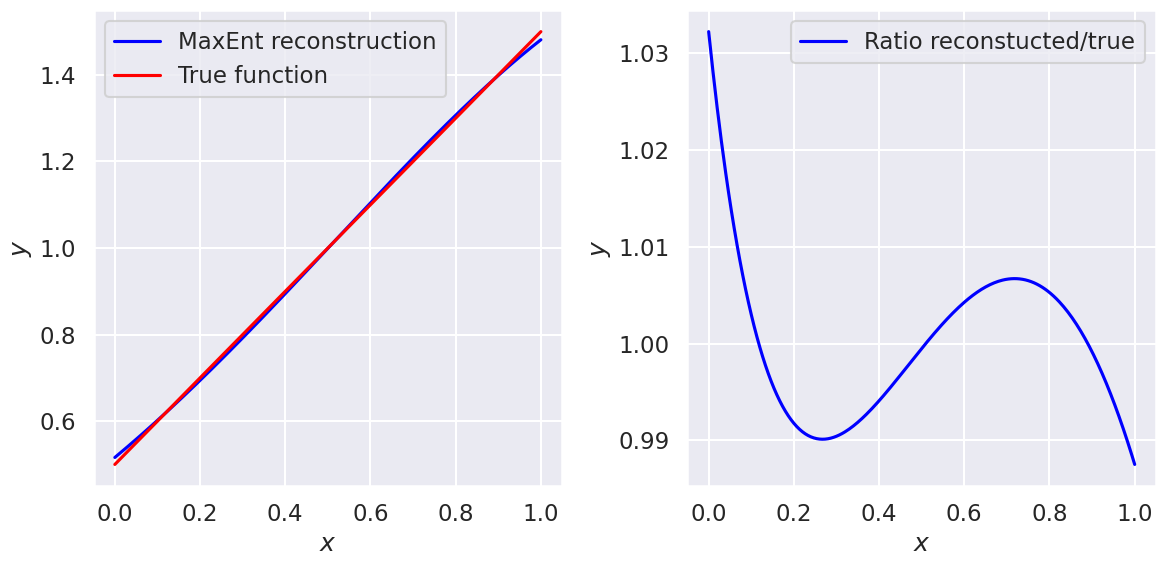 MaxEnt reconstruction
True function
1.4
1.2
1.0
0.8
0.6
y
0.0 0.2 0.4 0.6 0.8 1.0
x
Ratio reconstucted/true
1.03
1.02
1.01
1.00
0.99
y
0.0 0.2 0.4 0.6 0.8 1.0
x